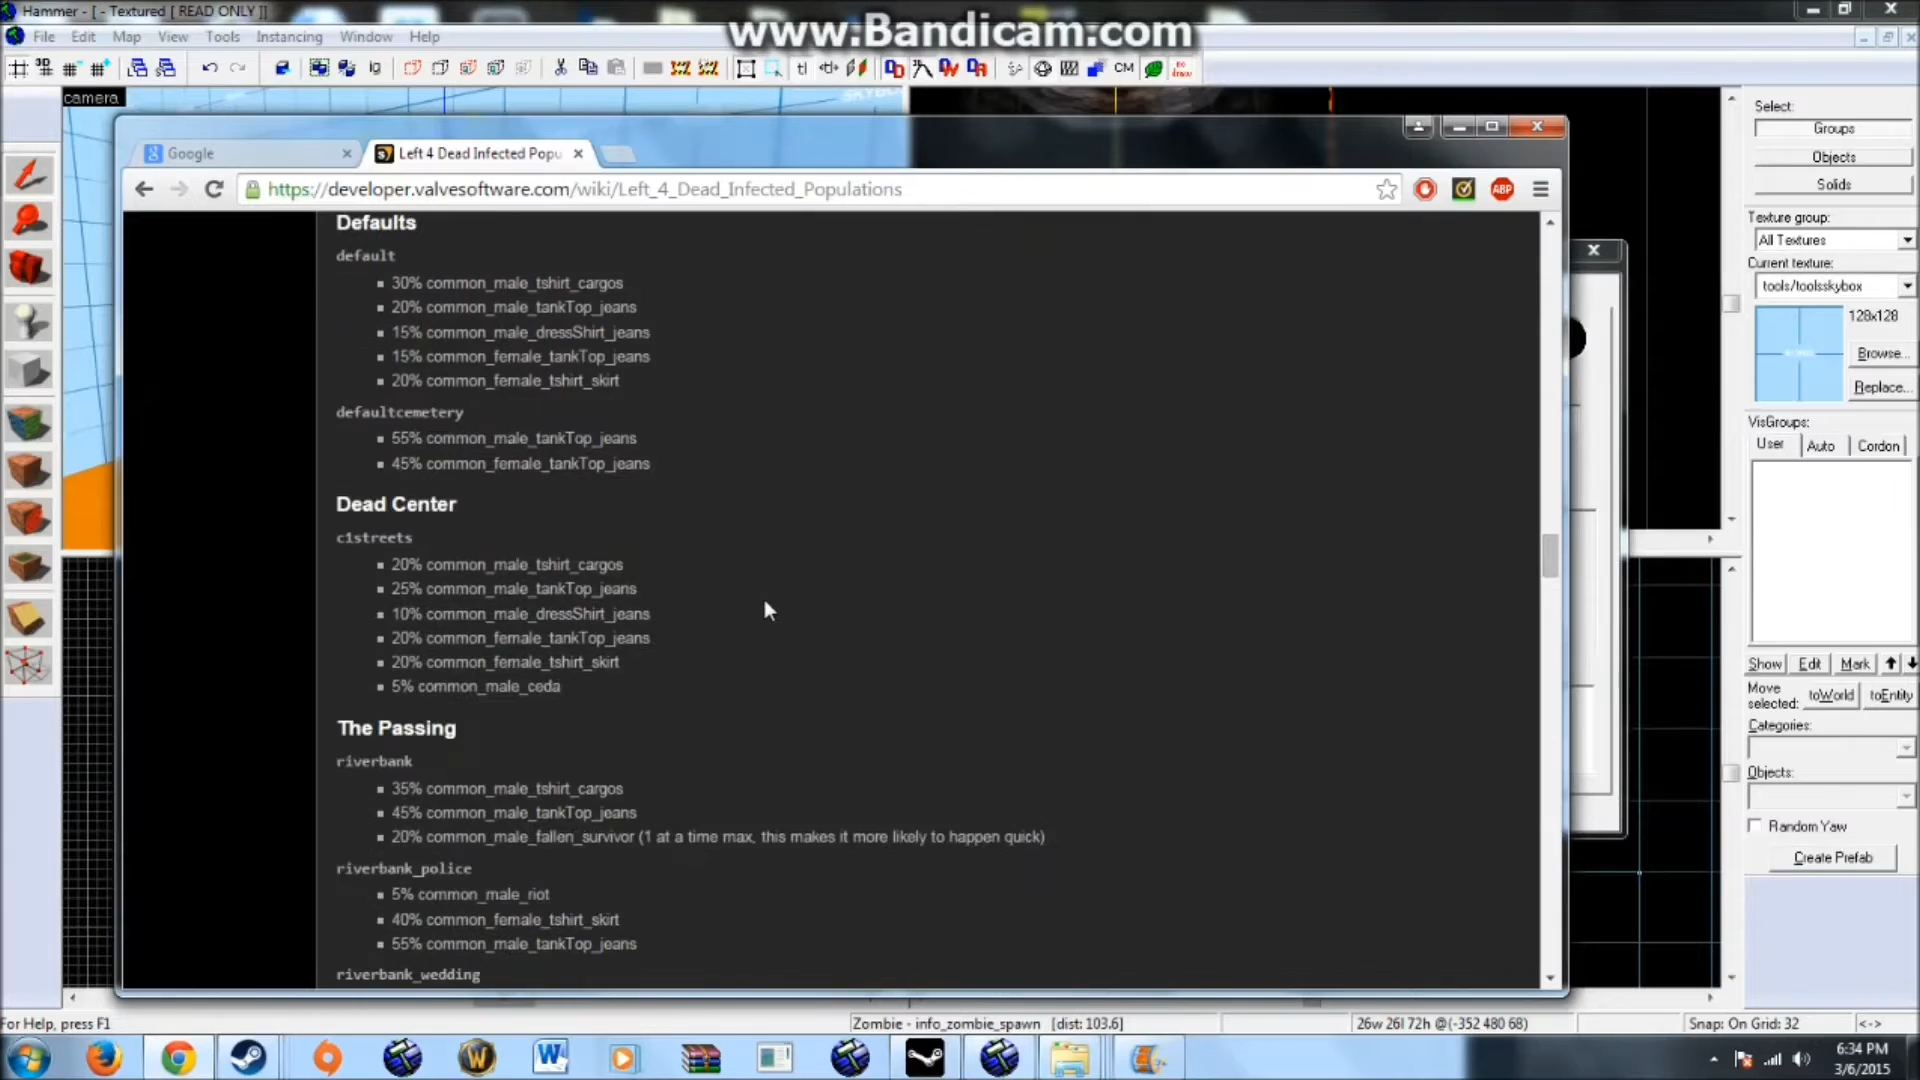 Hammer - [ - Textured [ READ ONLY ]]
www.Bandicam.com
File Edit Map View Tools Instancing Window Help
camera
Google
Left 4 Dead Infected Popu
https://developer.valvesoftware.com/wiki/Left_4_Dead_Infected_Populations
ABP
Defaults
default
30% common_male_tshirt_cargos
20% common_male_tankTop_jeans
15% common_male_dressShirt_jeans
15% common_female_tankTop_jeans
20% common_female_tshirt_skirt
defaultcemetery
55% common_male_tankTop_jeans
45% common_female_tankTop_jeans
Dead Center
c1streets
20% common_male_tshirt_cargos
25% common_male_tankTop_jeans
10% common_male_dressShirt_jeans
20% common_female_tankTop_jeans
20% common_female_tshirt_skirt
5% common_male_ceda
The Passing
riverbank
35% common_male_tshirt_cargos
45% common_male_tankTop_jeans
20% common_male_fallen_survivor (1 at a time max, this makes it more likely to happen quick)
riverbank_police
5% common_male_riot
40% common_female_tshirt_skirt
55% common_male_tankTop_jeans
riverbank_wedding
Select:
Groups
Objects
Solids
Texture group:
All Textures
Current texture:
tools/toolsskybox
128x128
Browse...
Replace...
VisGroups:
User Auto Cordon
Show Edit Mark
Move selected:
toWorld toEntity
Categories:
Objects:
Random Yaw
Create Prefab
For Help, press F1
Zombie - info_zombie_spawn [dist: 103.6]
26w 26l 72h @(-352 480 68)
Snap: On Grid: 32
<->
6:34 PM
3/6/2015